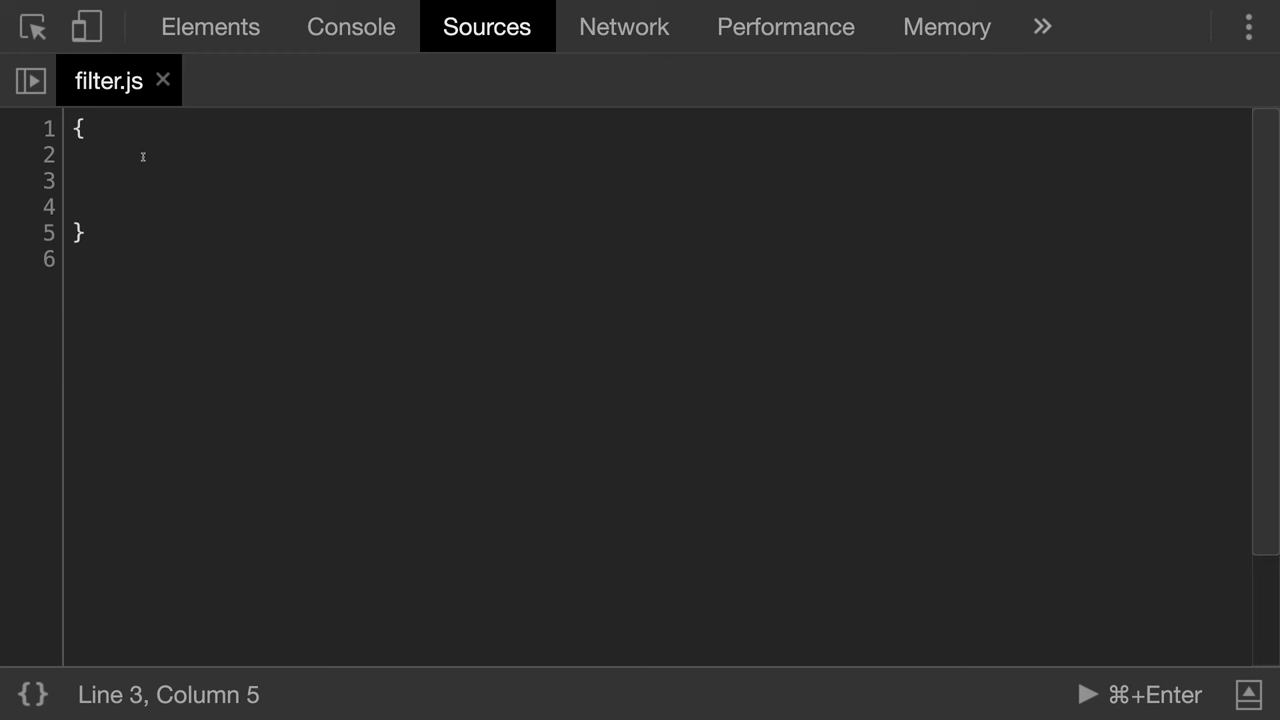 Elements Console Sources Network Performance Memory »
filter.js ×
1 {
2
3
4
5 }
6
{} Line 3, Column 5 ▶ ⌘+Enter